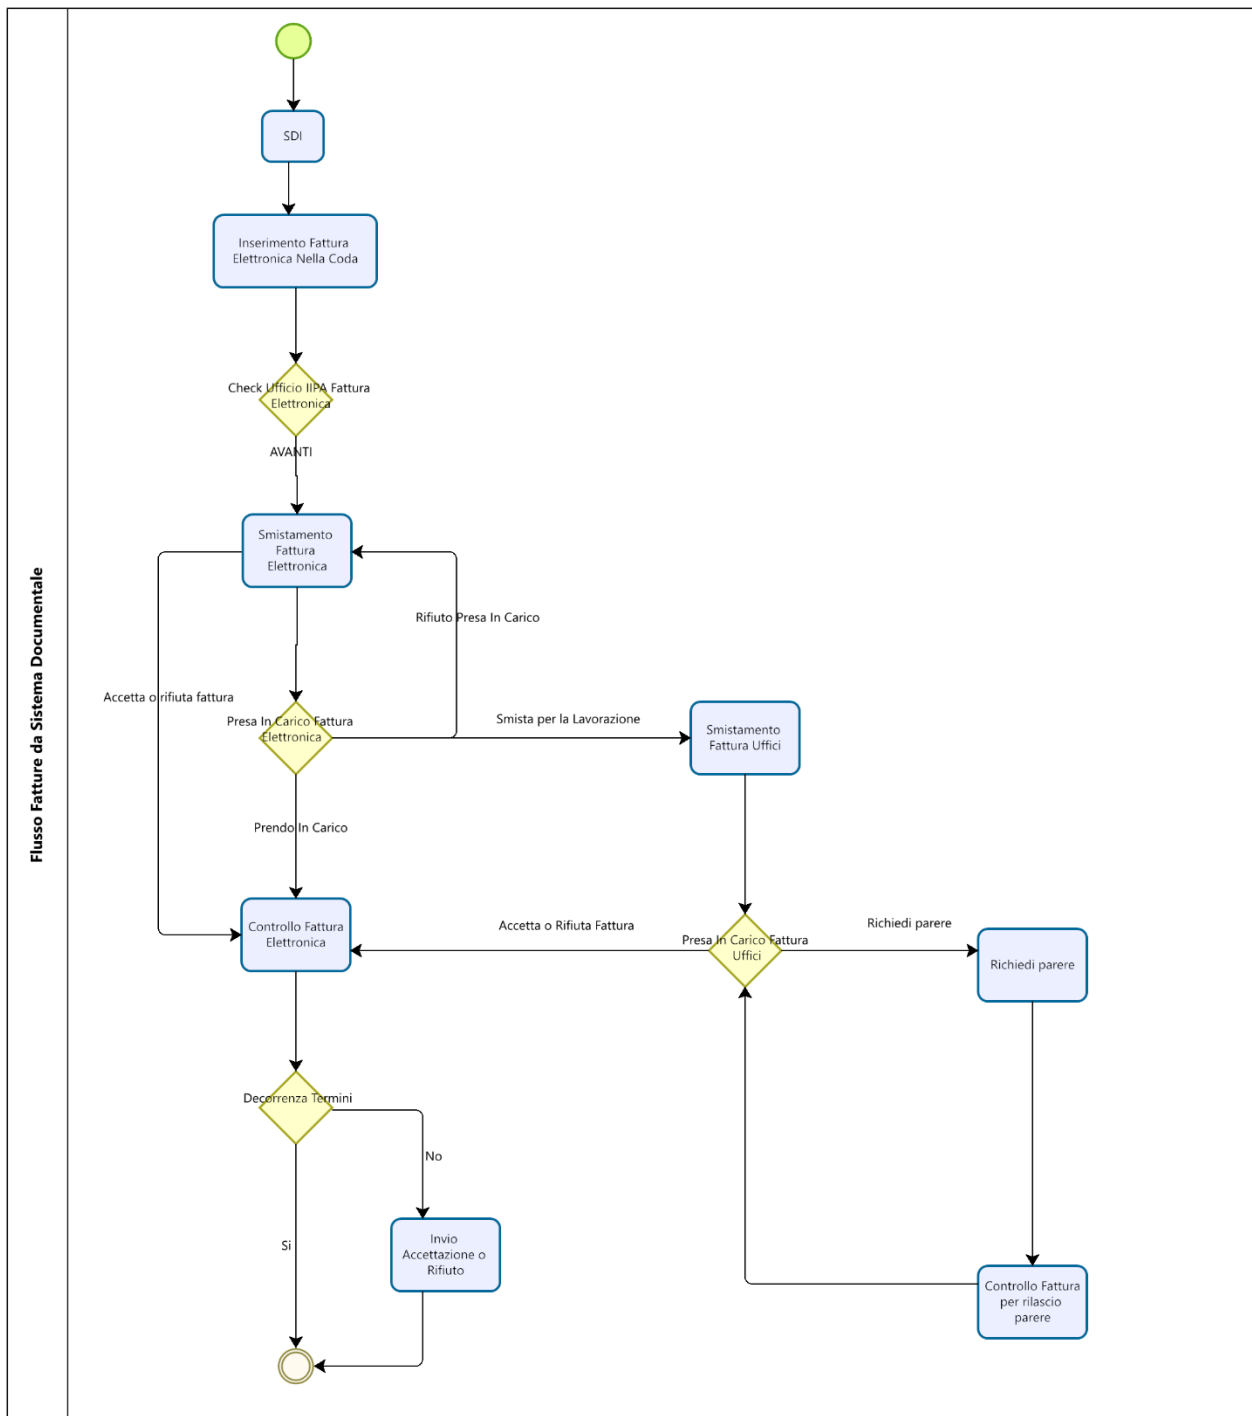 Flusso Fatture da Sistema Documentale
SDI
Inserimento Fattura
Elettronica Nella Coda
Check Ufficio IIPA Fattura
Elettronica
AVANTI
Smistamento
Fattura
Elettronica
Rifiuto Presa In Carico
Accetta o rifiuta fattura
Presa In Carico Fattura
Elettronica
Smista per la Lavorazione
Smistamento
Fattura Uffici
Prendo In Carico
Controllo Fattura
Elettronica
Accetta o Rifiuta Fattura
Presa In Carico Fattura
Uffici
Richiedi parere
Richiedi parere
Decorrenza Termini
No
Si
Invio
Accettazione o
Rifiuto
Controllo Fattura
per rilascio
parere